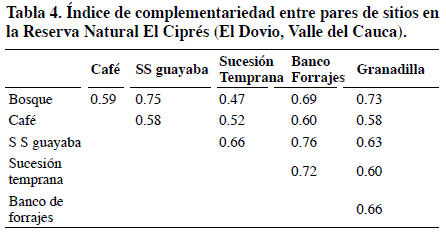 Tabla 4. Índice de complementariedad entre pares de sitios en
la Reserva Natural El Ciprés (El Dovio, Valle del Cauca).
Café SS guayaba Sucesión Temprana Banco Forrajes Granadilla
Bosque 0.59 0.75 0.47 0.69 0.73
Café 0.58 0.52 0.60 0.58
S S guayaba 0.66 0.76 0.63
Sucesión
temprana 0.72 0.60
Banco de
forrajes 0.66